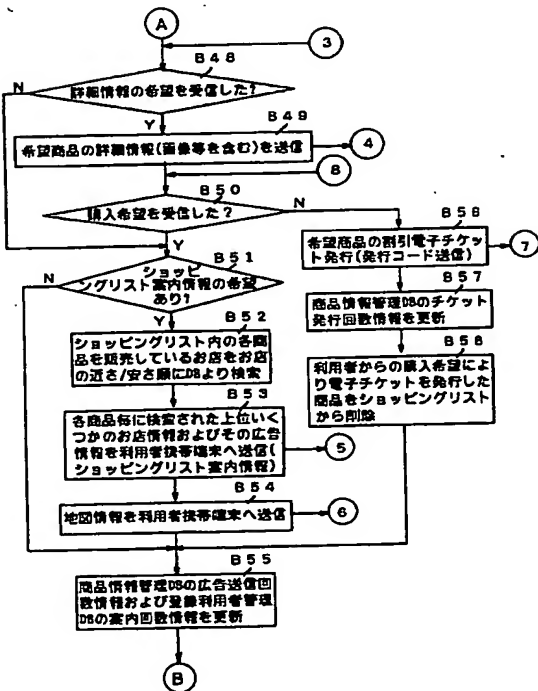 A
3
B48
N
詳細情報の希望を受信した?
Y
B49
希望商品の詳細情報(画像等を含む)を送信
4
8
B50
購入希望を受信した?
N
Y
B58
希望商品の割引電子チケッ
ト発行(発行コード送信)
7
B57
商品情報管理DBのチケット
発行回数情報を更新
B56
利用者からの購入希望によ
り電子チケットを発行した
商品をショッピングリスト
から削除
B51
N
ショッピ
ングリスト案内情報の希望
あり?
Y
B52
ショッピングリスト内の各商
品を販売しているお店をお店
の近さ/安さ順にDBより検索
B53
各商品毎に検索された上位いく
つかのお店情報およびその広告
情報を利用者携帯端末へ送信(
ショッピングリスト案内情報)
5
B54
地図情報を利用者携帯端末へ送信
6
B55
商品情報管理DBの広告送信回
数情報および登録利用者管理
DBの案内回数情報を更新
B